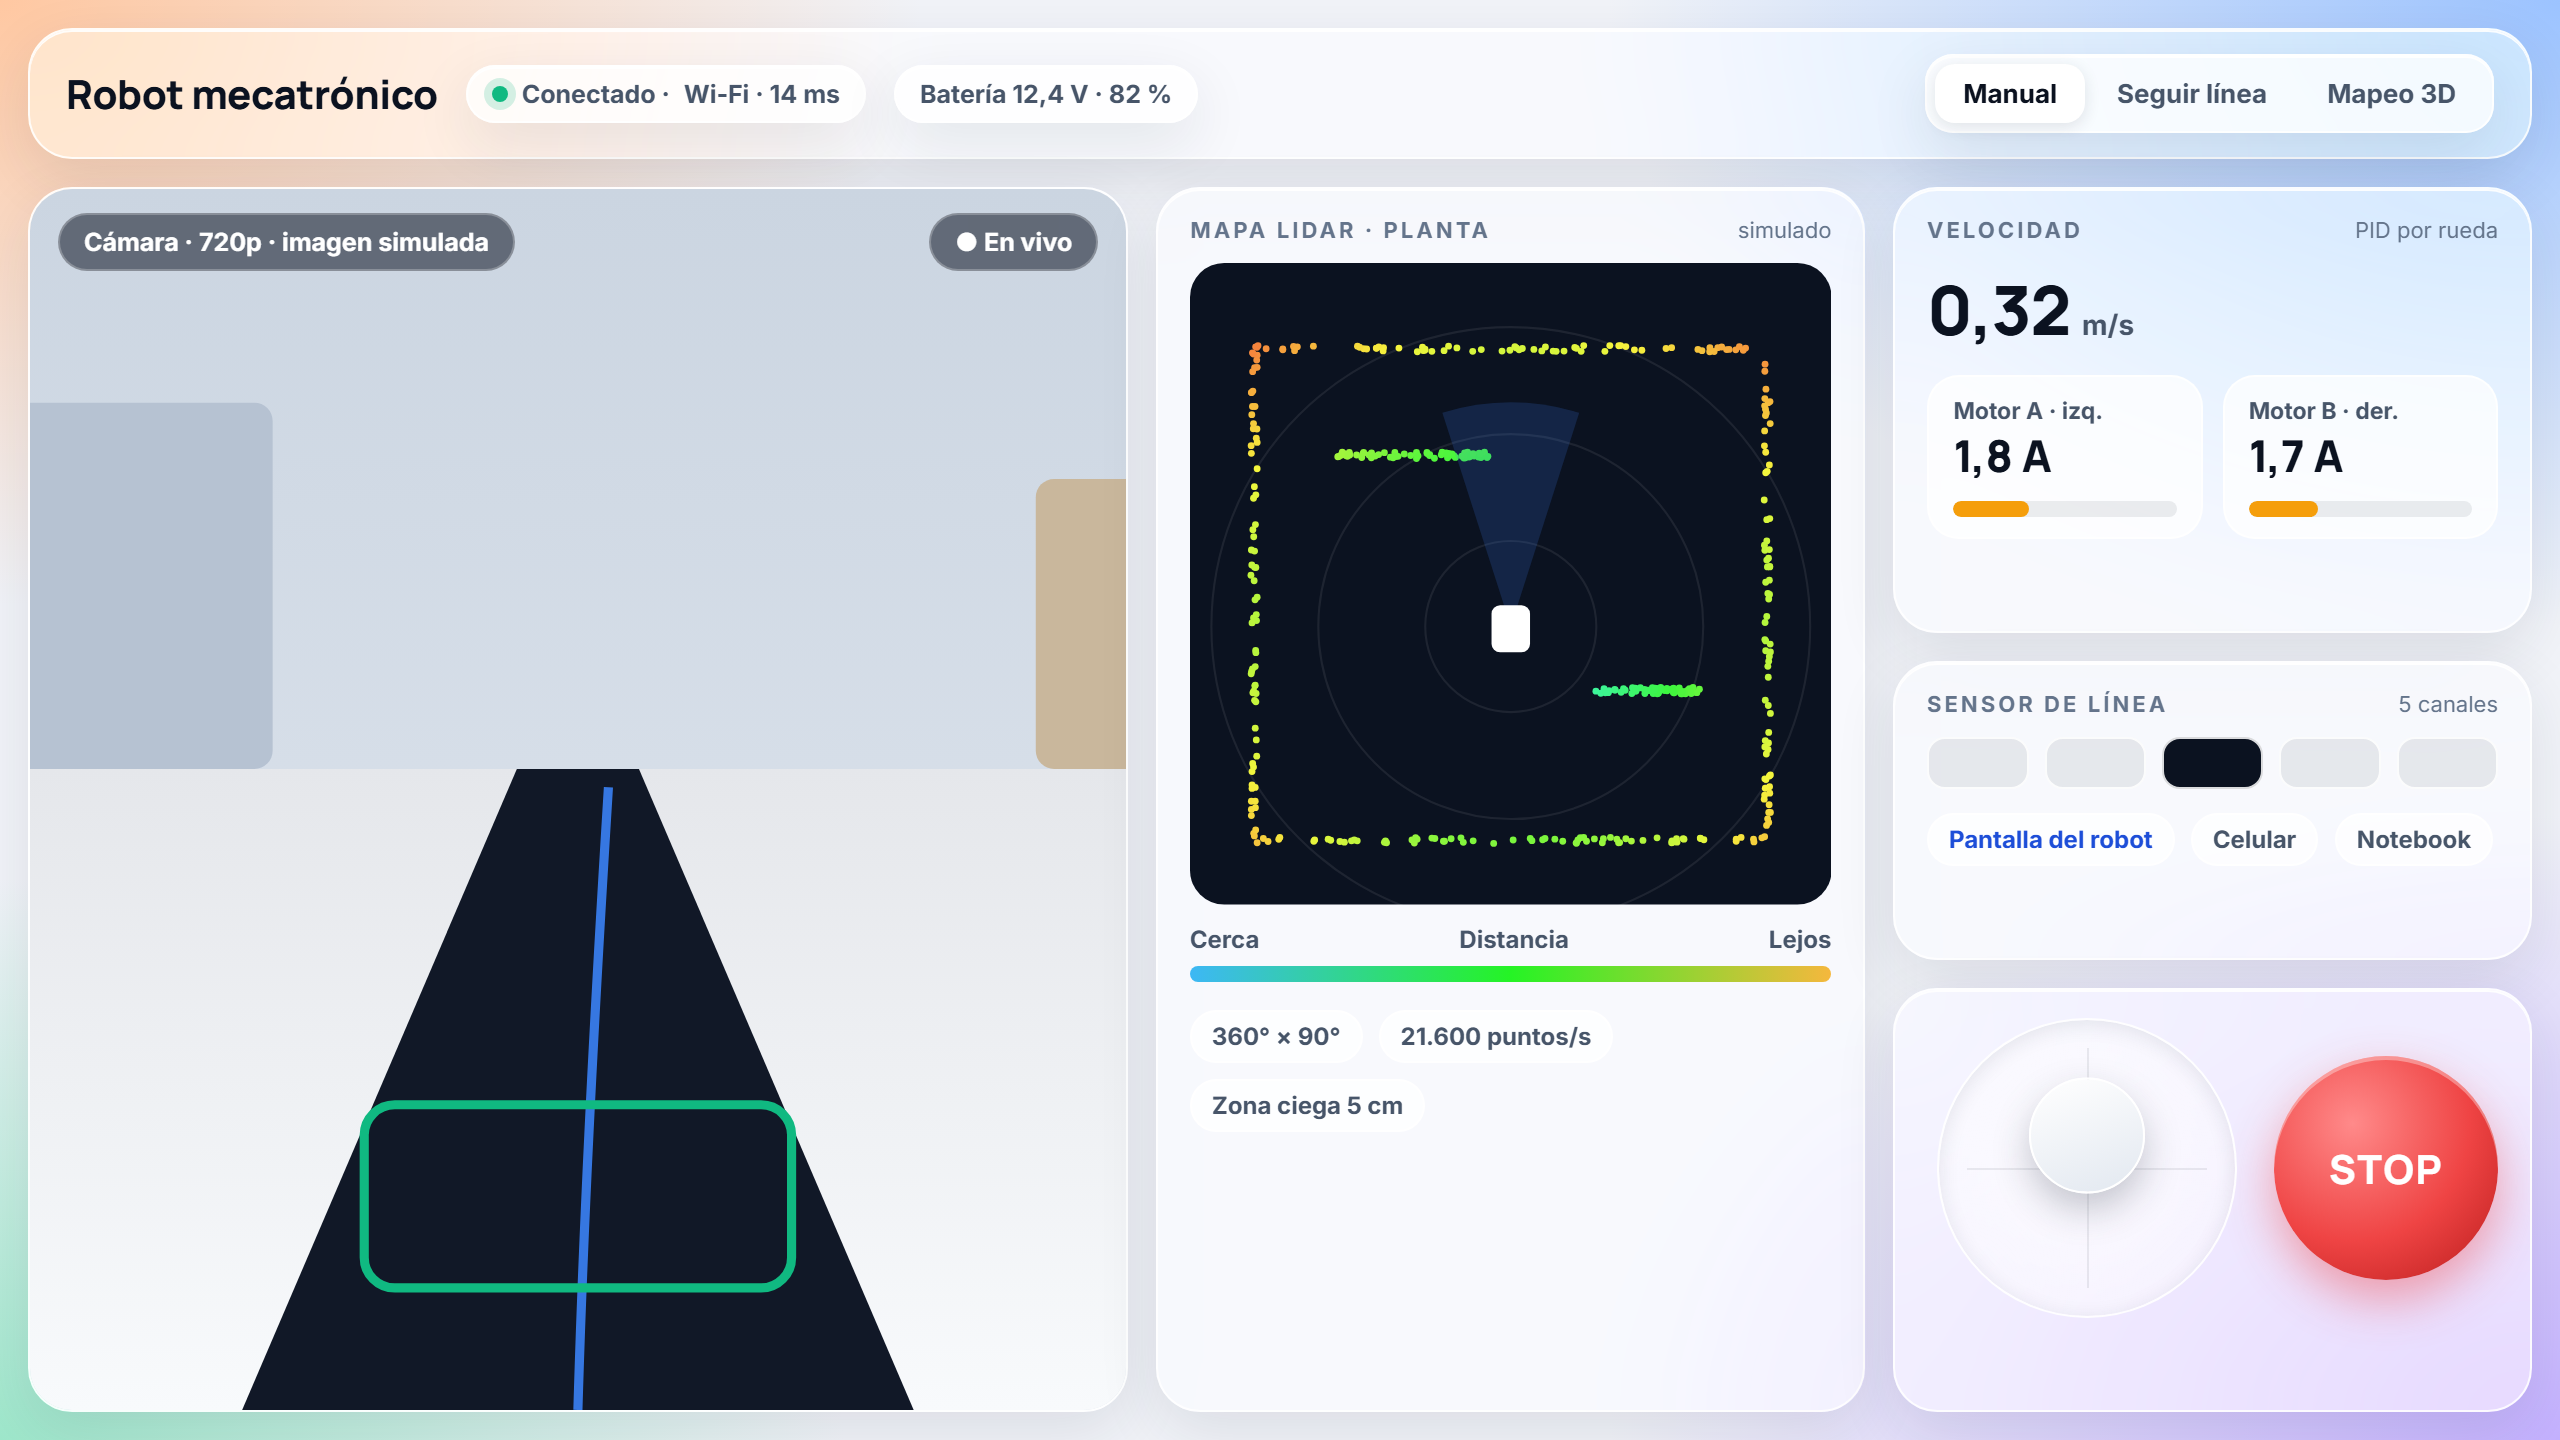 Robot mecatrónico
Conectado · Wi-Fi · 14 ms
Batería 12,4 V · 82 %
Manual
Seguir línea
Mapeo 3D
Cámara · 720p · imagen simulada
En vivo
MAPA LIDAR · PLANTA
simulado
Cerca
Distancia
Lejos
360° × 90°
21.600 puntos/s
Zona ciega 5 cm
VELOCIDAD
PID por rueda
0,32 m/s
Motor A · izq.
1,8 A
Motor B · der.
1,7 A
SENSOR DE LÍNEA
5 canales
Pantalla del robot
Celular
Notebook
STOP